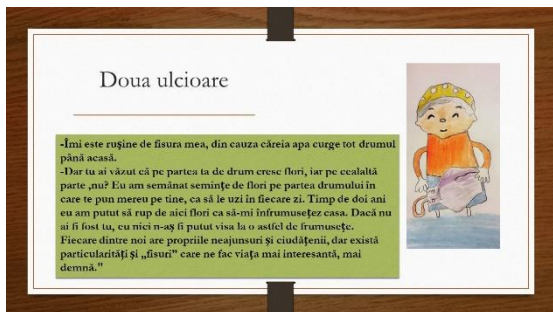 Doua ulcioare
-Îmi este rușine de fisura mea, din cauza căreia apa curge tot drumul
până acasă.
-Dar tu ai văzut că pe partea ta de drum cresc flori, iar pe cealaltă
parte ,nu? Eu am semănat semințe de flori pe partea drumului în
care te pun mereu pe tine, ca să le uzi în fiecare zi. Timp de doi ani
eu am putut să rup de aici flori ca să-mi înfrumusețez casa. Dacă nu
ai fi fost tu, eu nici n-aș fi putut visa la o astfel de frumusețe.
Fiecare dintre noi are propriile neajunsuri și ciudățenii, dar există
particularități și „fisuri” care ne fac viața mai interesantă, mai
demnă."